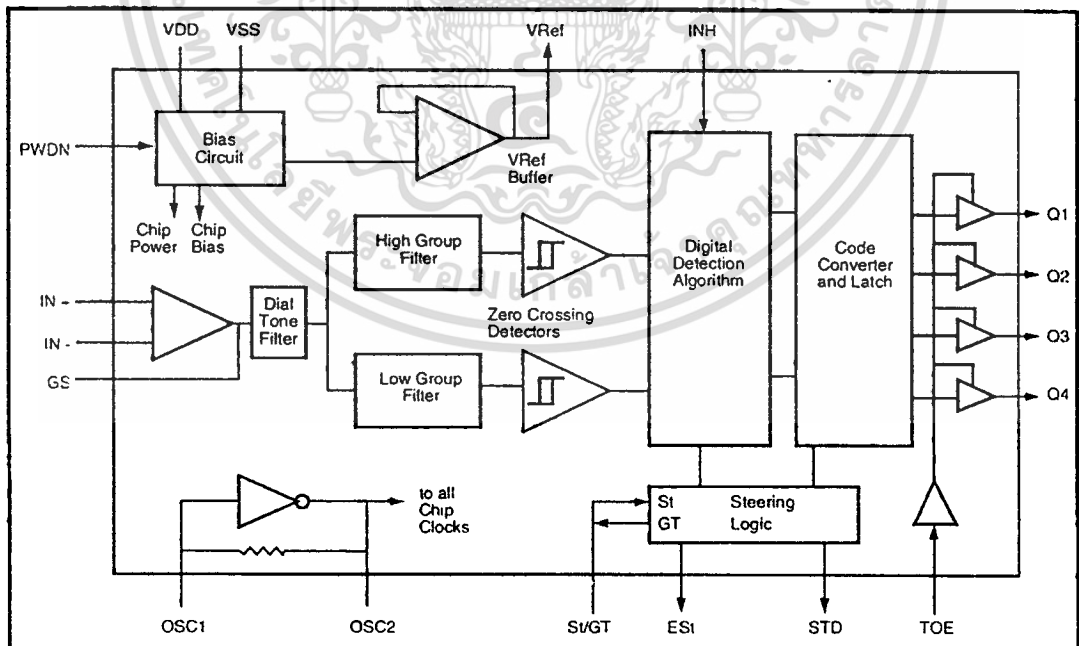 VDD
VSS
VRef
INH
PWDN
Bias
Circuit
VRef
Buffer
Chip
Power
Chip
Bias
High Group
Filter
Digital
Detection
Algorithm
Code
Converter
and Latch
Q1
Q2
Q3
Q4
IN -
IN -
GS
Dial
Tone
Filter
Zero Crossing
Detectors
Low Group
Filter
to all
Chip
Clocks
St
GT
Steering
Logic
OSC1
OSC2
St/GT
ESt
STD
TOE